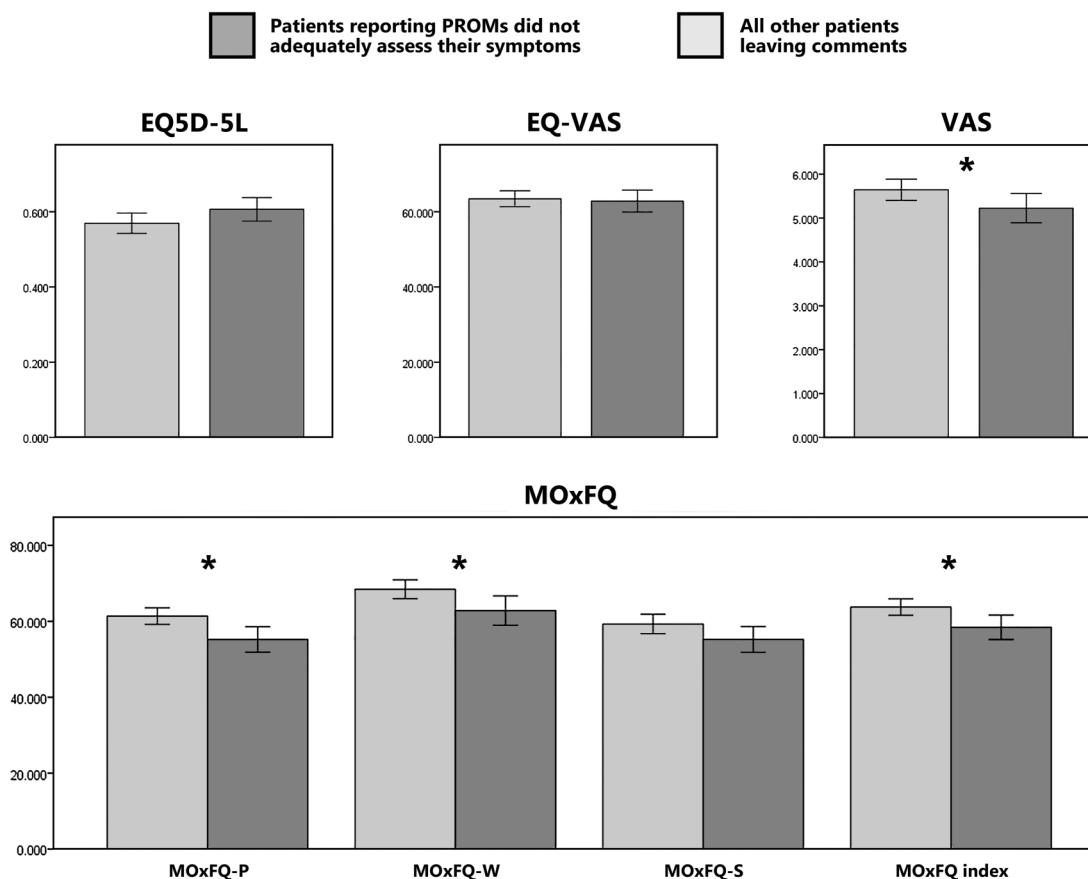 Patients reporting PROMs did not
adequately assess their symptoms
All other patients
leaving comments
EQ5D-5L
0.600
0.400
0.200
0.000
EQ-VAS
60.000
40.000
20.000
0.000
VAS
*
6.000
5.000
4.000
3.000
2.000
1.000
0.000
MOxFQ
80.000
60.000
40.000
20.000
0.000
* * *
MOxFQ-P MOxFQ-W MOxFQ-S MOxFQ index